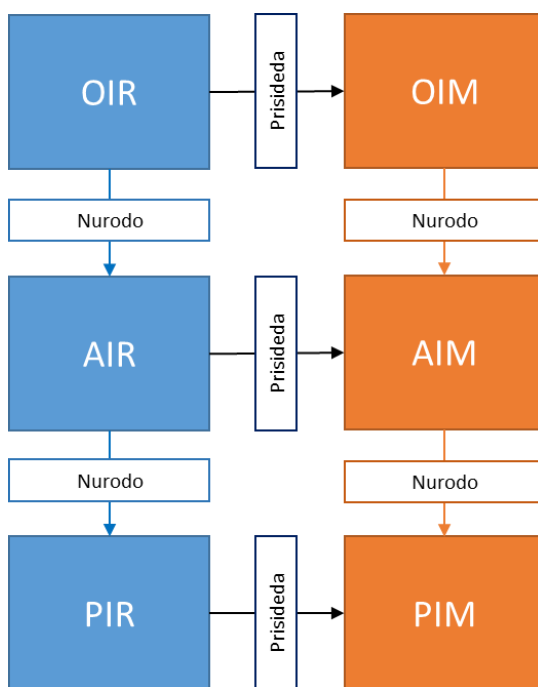 OIR
Prisideda
OIM
Nurodo
Nurodo
AIR
Prisideda
AIM
Nurodo
Nurodo
PIR
Prisideda
PIM